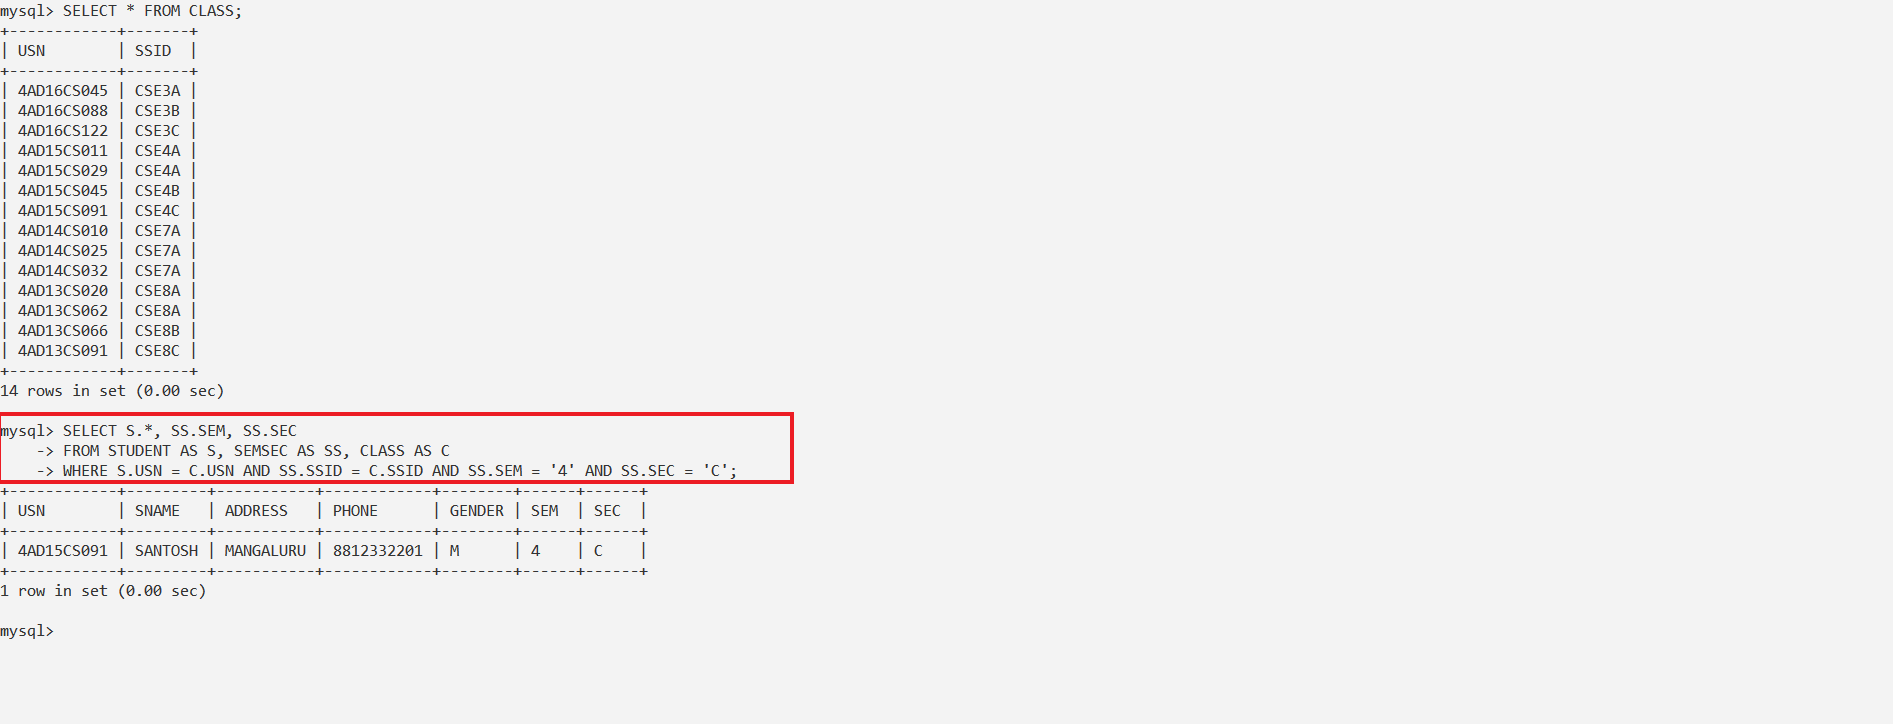 mysql> SELECT * FROM CLASS;
+------------+-------+
| USN        | SSID  |
+------------+-------+
| 4AD16CS045 | CSE3A |
| 4AD16CS088 | CSE3B |
| 4AD16CS122 | CSE3C |
| 4AD15CS011 | CSE4A |
| 4AD15CS029 | CSE4A |
| 4AD15CS045 | CSE4B |
| 4AD15CS091 | CSE4C |
| 4AD14CS010 | CSE7A |
| 4AD14CS025 | CSE7A |
| 4AD14CS032 | CSE7A |
| 4AD13CS020 | CSE8A |
| 4AD13CS062 | CSE8A |
| 4AD13CS066 | CSE8B |
| 4AD13CS091 | CSE8C |
+------------+-------+
14 rows in set (0.00 sec)
mysql> SELECT S.*, SS.SEM, SS.SEC
    -> FROM STUDENT AS S, SEMSEC AS SS, CLASS AS C
    -> WHERE S.USN = C.USN AND SS.SSID = C.SSID AND SS.SEM = '4' AND SS.SEC = 'C';
+------------+---------+-----------+------------+--------+------+------+
| USN        | SNAME   | ADDRESS   | PHONE      | GENDER | SEM  | SEC  |
+------------+---------+-----------+------------+--------+------+------+
| 4AD15CS091 | SANTOSH | MANGALURU | 8812332201 | M      | 4    | C    |
+------------+---------+-----------+------------+--------+------+------+
1 row in set (0.00 sec)
mysql>